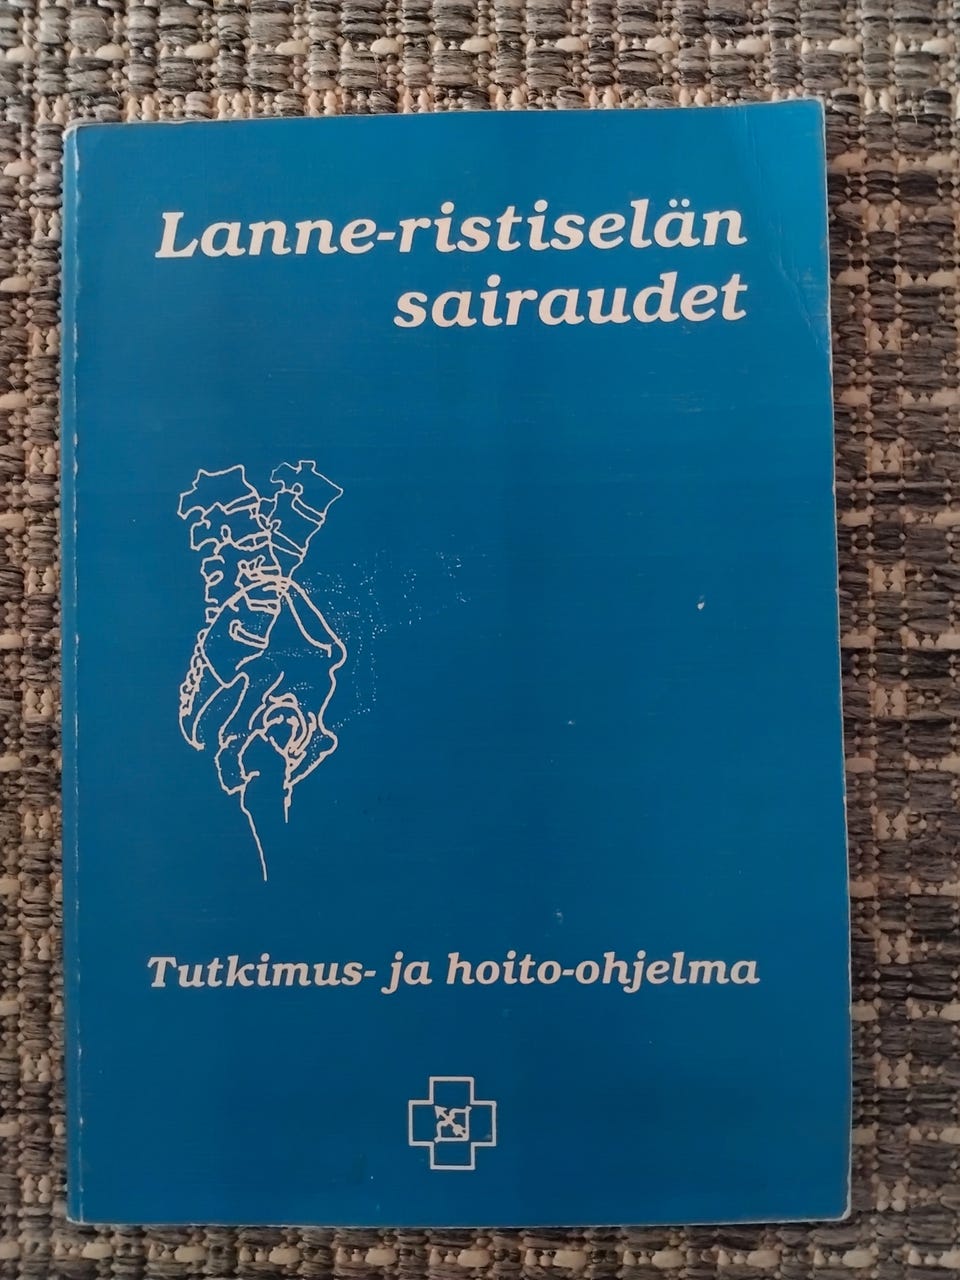 Lanne-ristiselän
sairaudet
Tutkimus- ja hoito-ohjelma